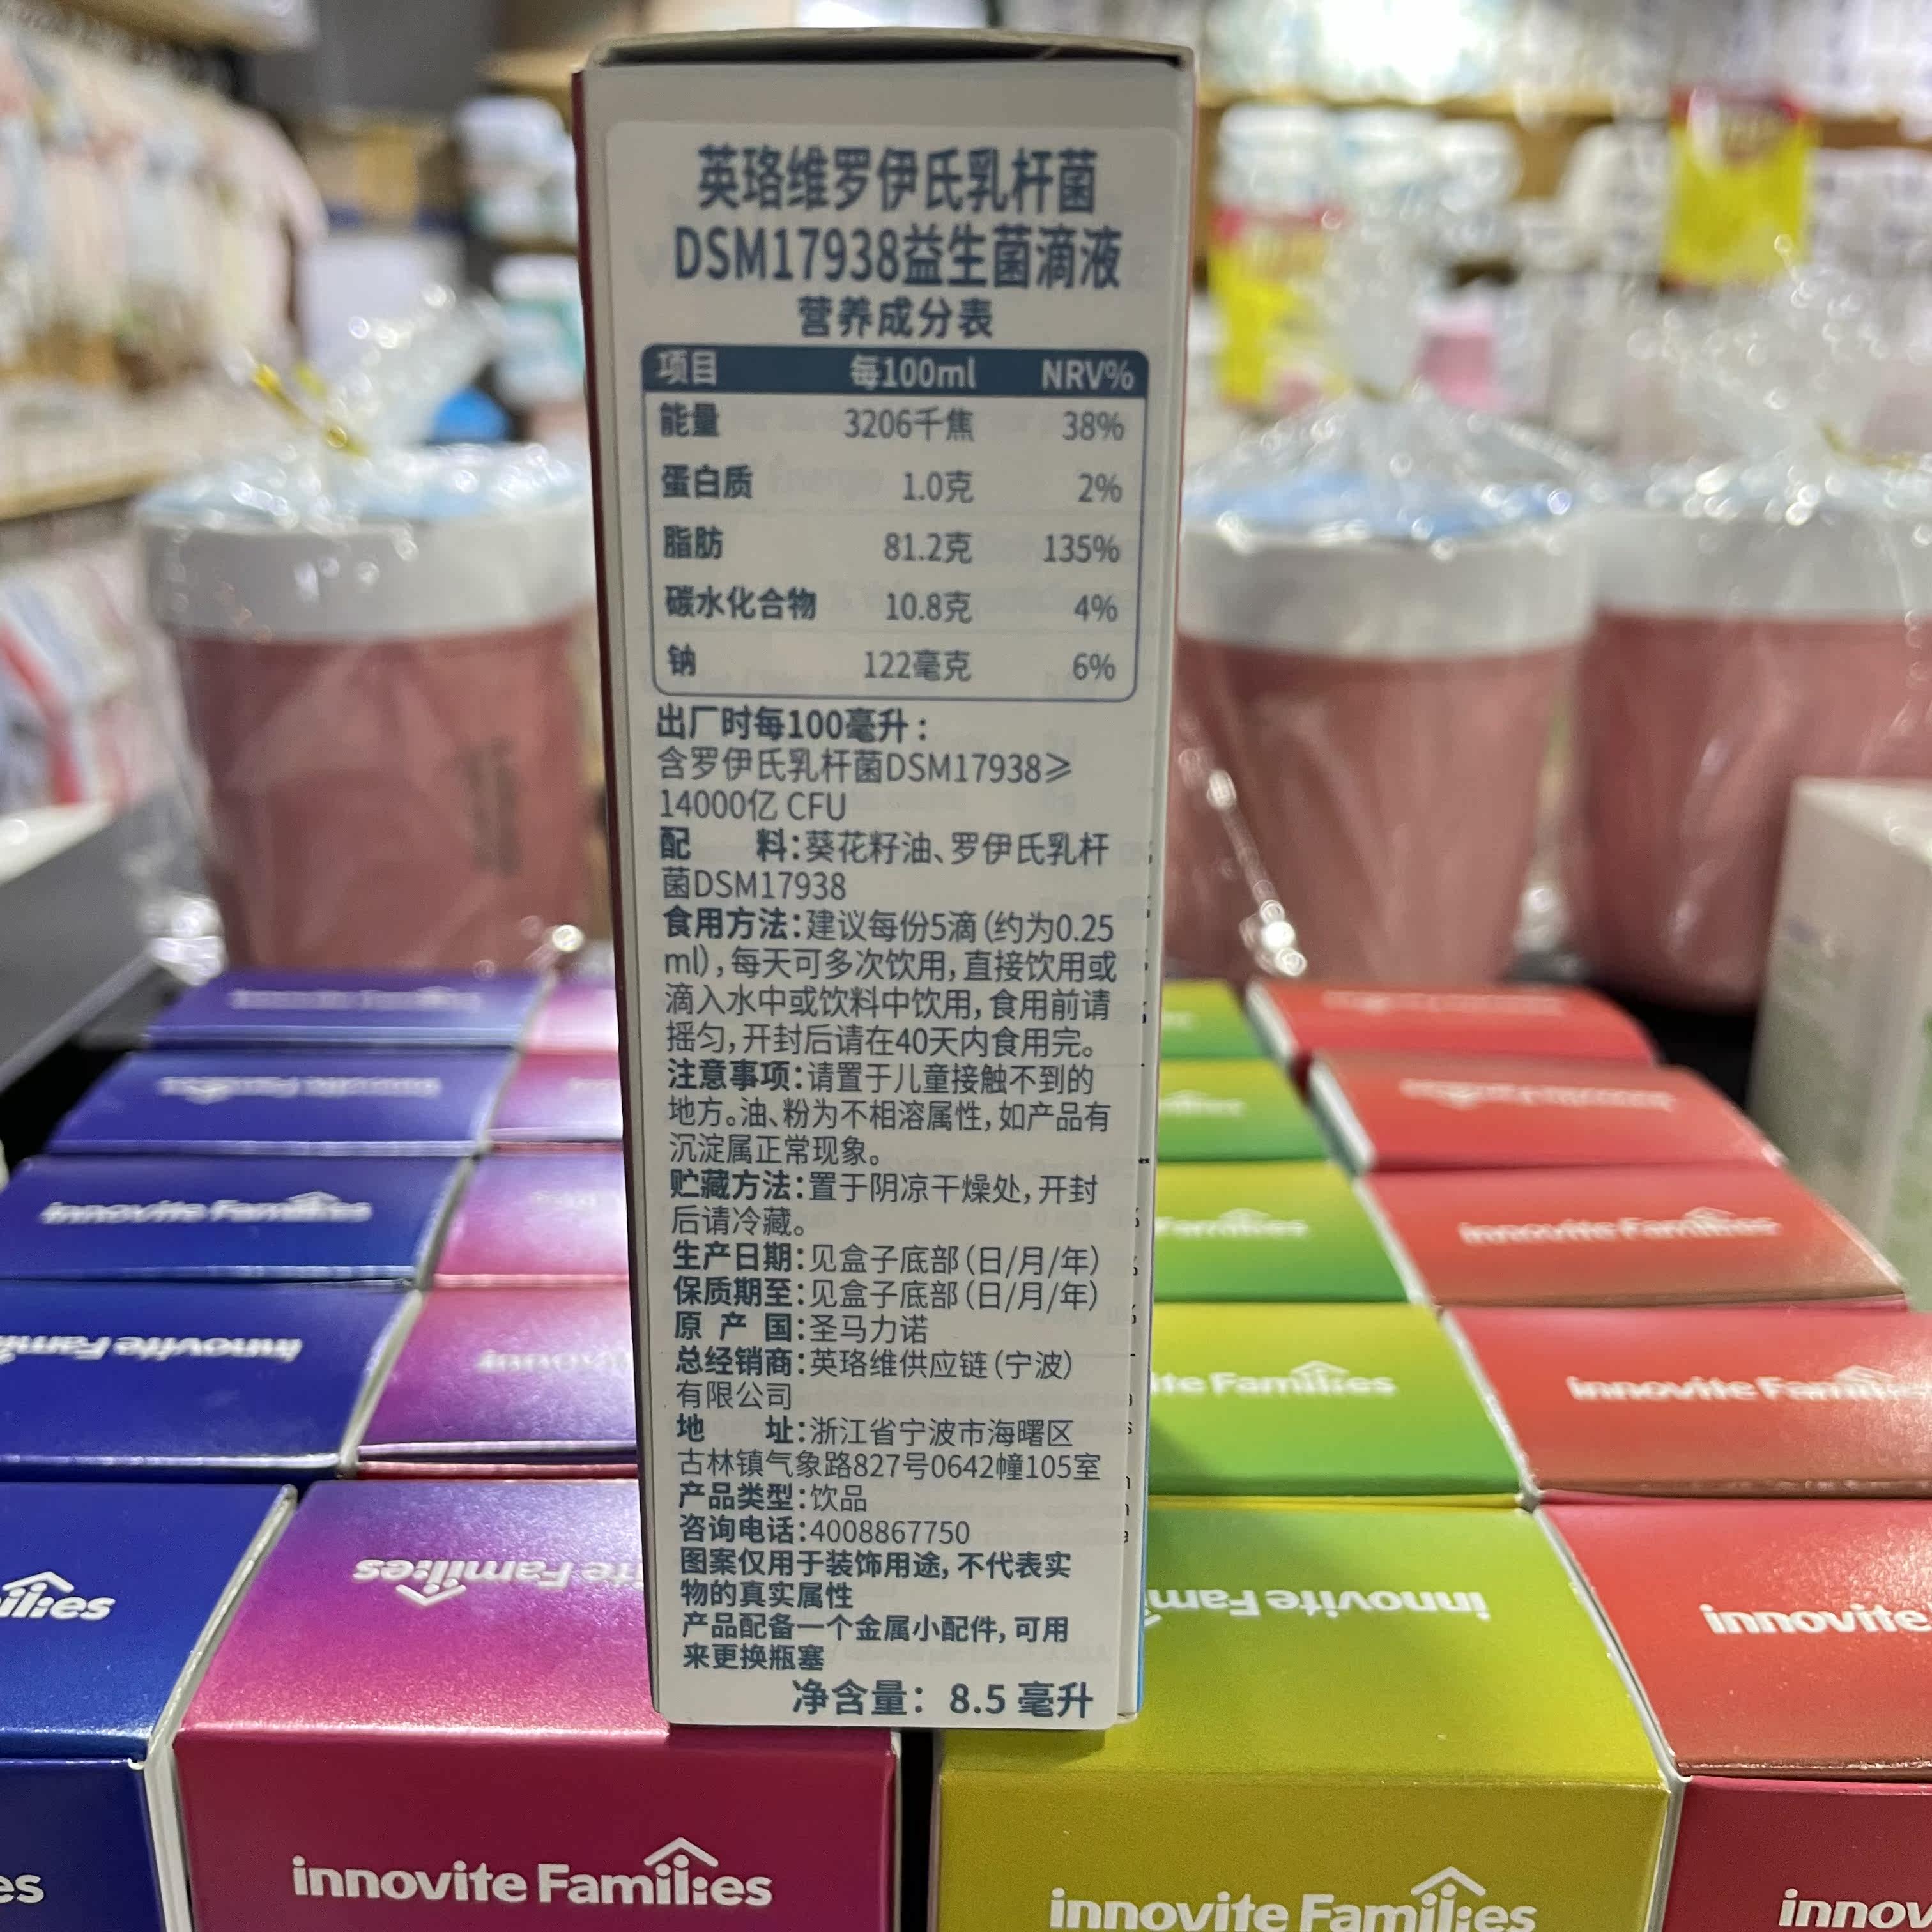 英珞维罗伊氏乳杆菌
DSM17938益生菌滴液
营养成分表
项目 每100ml NRV%
能量 3206千焦 38%
蛋白质 1.0克 2%
脂肪 81.2克 135%
碳水化合物 10.8克 4%
钠 122毫克 6%
出厂时每100毫升：
含罗伊氏乳杆菌DSM17938≥
14000亿 CFU
配 料：葵花籽油、罗伊氏乳杆
菌DSM17938
食用方法：建议每份5滴（约为0.25
ml），每天可多次饮用，直接饮用或
滴入水中或饮料中饮用，食用前请
摇匀，开封后请在40天内食用完。
注意事项：请置于儿童接触不到的
地方。油、粉为不相溶属性，如产品有
沉淀属正常现象。
贮藏方法：置于阴凉干燥处，开封
后请冷藏。
生产日期：见盒子底部（日/月/年）
保质期至：见盒子底部（日/月/年）
原 产 国：圣马力诺
总经销商：英珞维供应链（宁波）
有限公司
地 址：浙江省宁波市海曙区
古林镇气象路827号0642幢105室
产品类型：饮品
咨询电话：4008867750
图案仅用于装饰用途，不代表实
物的真实属性
产品配备一个金属小配件，可用
来更换瓶塞
净含量：8.5 毫升
innovite Families
innovite Families
innovite Families
innovite Families
innovite Families
innovite
innovite Families
innovite Families